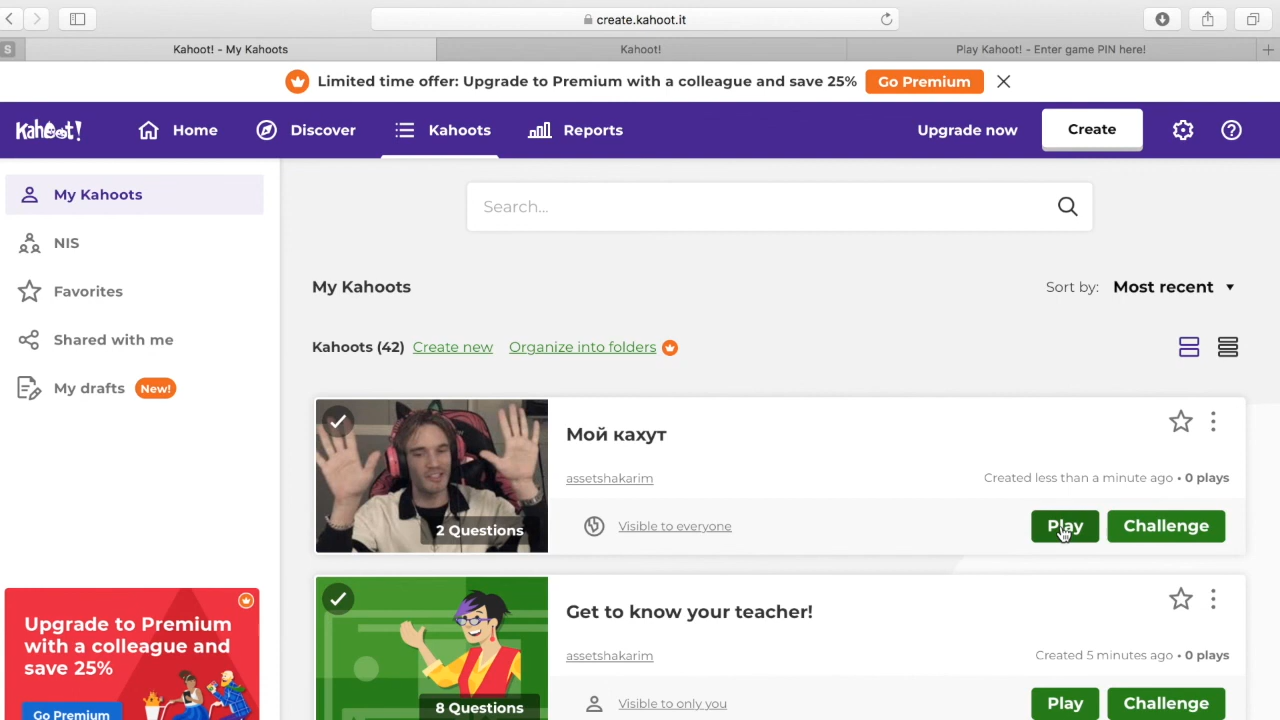 create.kahoot.it
S
Kahoot! - My Kahoots
Kahoot!
Play Kahoot! - Enter game PIN here!
Limited time offer: Upgrade to Premium with a colleague and save 25%
Go Premium
Kahoot!
Home
Discover
Kahoots
Reports
Upgrade now
Create
My Kahoots
NIS
Favorites
Shared with me
My drafts
New!
Search...
My Kahoots
Sort by: Most recent
Kahoots (42) Create new Organize into folders
Мой кахут
assetshakarim
Created less than a minute ago • 0 plays
2 Questions
Visible to everyone
Play
Challenge
Get to know your teacher!
assetshakarim
Created 5 minutes ago • 0 plays
8 Questions
Visible to only you
Play
Challenge
Upgrade to Premium
with a colleague and
save 25%
Go Premium